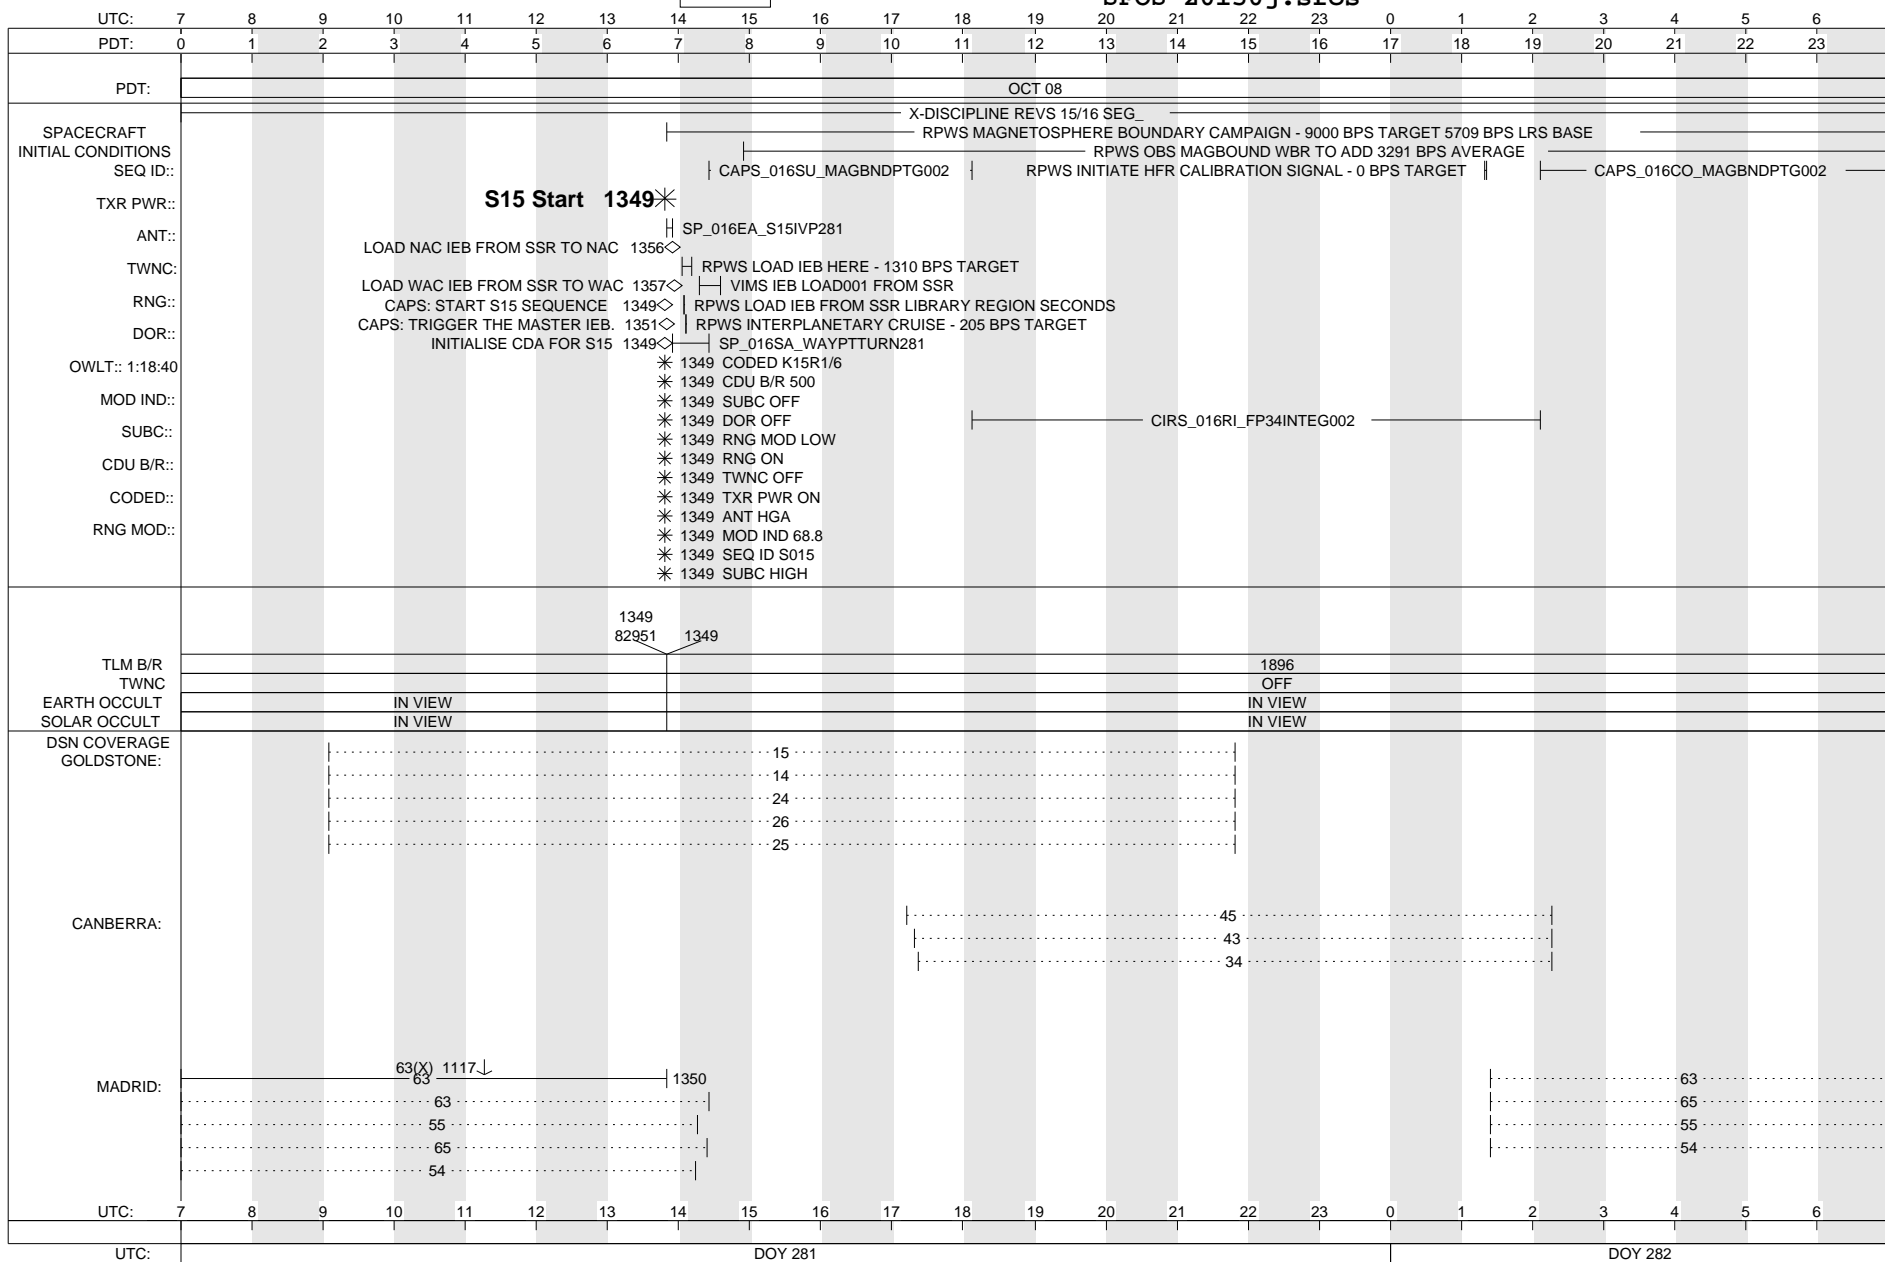 SFOS 20150j.sfos
UTC: 7 8 9 10 11 12 13 14 15 16 17 18 19 20 21 22 23 0 1 2 3 4 5 6
PDT: 0 1 2 3 4 5 6 7 8 9 10 11 12 13 14 15 16 17 18 19 20 21 22 23
PDT: OCT 08
X-DISCIPLINE REVS 15/16 SEG_
SPACECRAFT RPWS MAGNETOSPHERE BOUNDARY CAMPAIGN - 9000 BPS TARGET 5709 BPS LRS BASE
INITIAL CONDITIONS RPWS OBS MAGBOUND WBR TO ADD 3291 BPS AVERAGE
SEQ ID:: CAPS_016SU_MAGBNDPTG002 RPWS INITIATE HFR CALIBRATION SIGNAL - 0 BPS TARGET CAPS_016CO_MAGBNDPTG002
TXR PWR:: S15 Start 1349
ANT:: SP_016EA_S15IVP281
LOAD NAC IEB FROM SSR TO NAC 1356
TWNC: RPWS LOAD IEB HERE - 1310 BPS TARGET
LOAD WAC IEB FROM SSR TO WAC 1357 VIMS IEB LOAD001 FROM SSR
RNG:: CAPS: START S15 SEQUENCE 1349 RPWS LOAD IEB FROM SSR LIBRARY REGION SECONDS
CAPS: TRIGGER THE MASTER IEB. 1351 RPWS INTERPLANETARY CRUISE - 205 BPS TARGET
DOR:: INITIALISE CDA FOR S15 1349 SP_016SA_WAYPTTURN281
OWLT:: 1:18:40 1349 CODED K15R1/6
1349 CDU B/R 500
MOD IND:: 1349 SUBC OFF
1349 DOR OFF CIRS_016RI_FP34INTEG002
SUBC:: 1349 RNG MOD LOW
CDU B/R:: 1349 RNG ON
1349 TWNC OFF
CODED:: 1349 TXR PWR ON
1349 ANT HGA
RNG MOD:: 1349 MOD IND 68.8
1349 SEQ ID S015
1349 SUBC HIGH
1349
82951 1349
TLM B/R 1896
TWNC OFF
EARTH OCCULT IN VIEW IN VIEW
SOLAR OCCULT IN VIEW IN VIEW
DSN COVERAGE
GOLDSTONE: 15
14
24
26
25
CANBERRA: 45
43
34
63(X) 1117
MADRID: 63 1350 63
63 65
55 55
65 54
54
UTC: 7 8 9 10 11 12 13 14 15 16 17 18 19 20 21 22 23 0 1 2 3 4 5 6
UTC: DOY 281 DOY 282